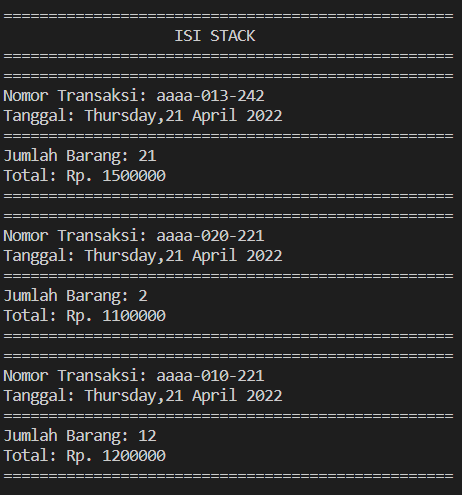 ==================================================
ISI STACK
==================================================
==================================================
Nomor Transaksi: aaaa-013-242
Tanggal: Thursday,21 April 2022
==================================================
Jumlah Barang: 21
Total: Rp. 1500000
==================================================
==================================================
Nomor Transaksi: aaaa-020-221
Tanggal: Thursday,21 April 2022
==================================================
Jumlah Barang: 2
Total: Rp. 1100000
==================================================
==================================================
Nomor Transaksi: aaaa-010-221
Tanggal: Thursday,21 April 2022
==================================================
Jumlah Barang: 12
Total: Rp. 1200000
==================================================